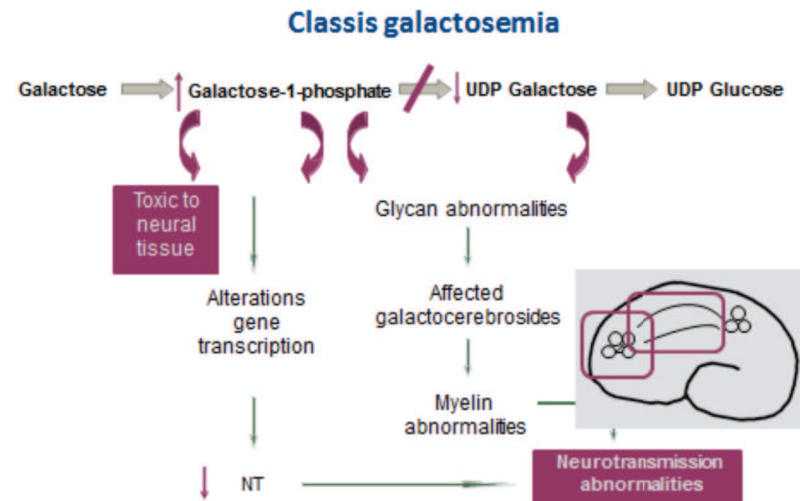 Classis galactosemia
Galactose
Galactose-1-phosphate
UDP Galactose
UDP Glucose
Toxic to
neural
tissue
Glycan abnormalities
Alterations
gene
transcription
Affected
galactocerebrosides
Myelin
abnormalities
NT
Neurotransmission
abnormalities